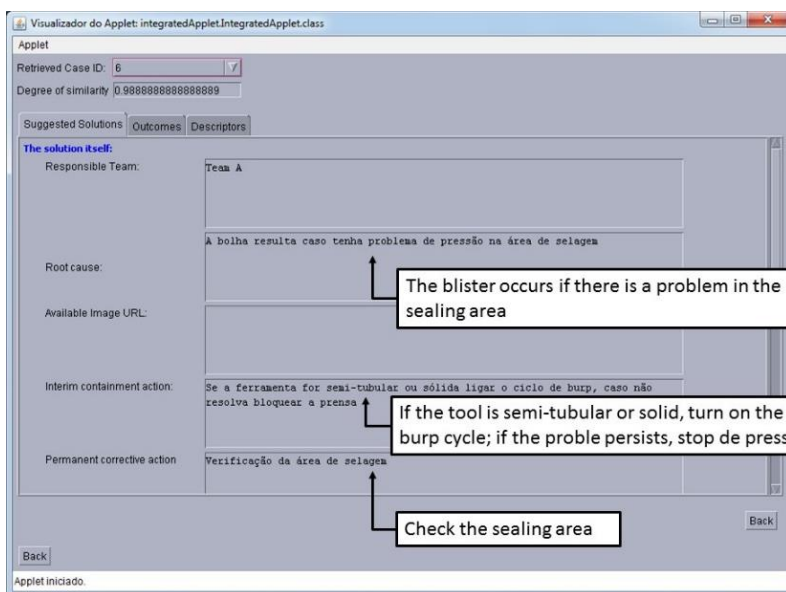 Visualizador do Applet: integratedApplet.IntegratedApplet.class
Applet
Retrieved Case ID: 6
Degree of similarity 0.9888888888888889
Suggested Solutions Outcomes Descriptors
The solution itself:
Responsible Team: Team A
A bolha resulta caso tenha problema de pressão na área de selagem
Root cause:
The blister occurs if there is a problem in the
sealing area
Available Image URL:
Interim containment action: Se a ferramenta for semi-tubular ou sólida ligar o ciclo de burp, caso não
resolva bloquear a prensa
If the tool is semi-tubular or solid, turn on the
burp cycle; if the proble persists, stop de press
Permanent corrective action Verificação da área de selagem
Check the sealing area
Back
Back
Applet iniciado.